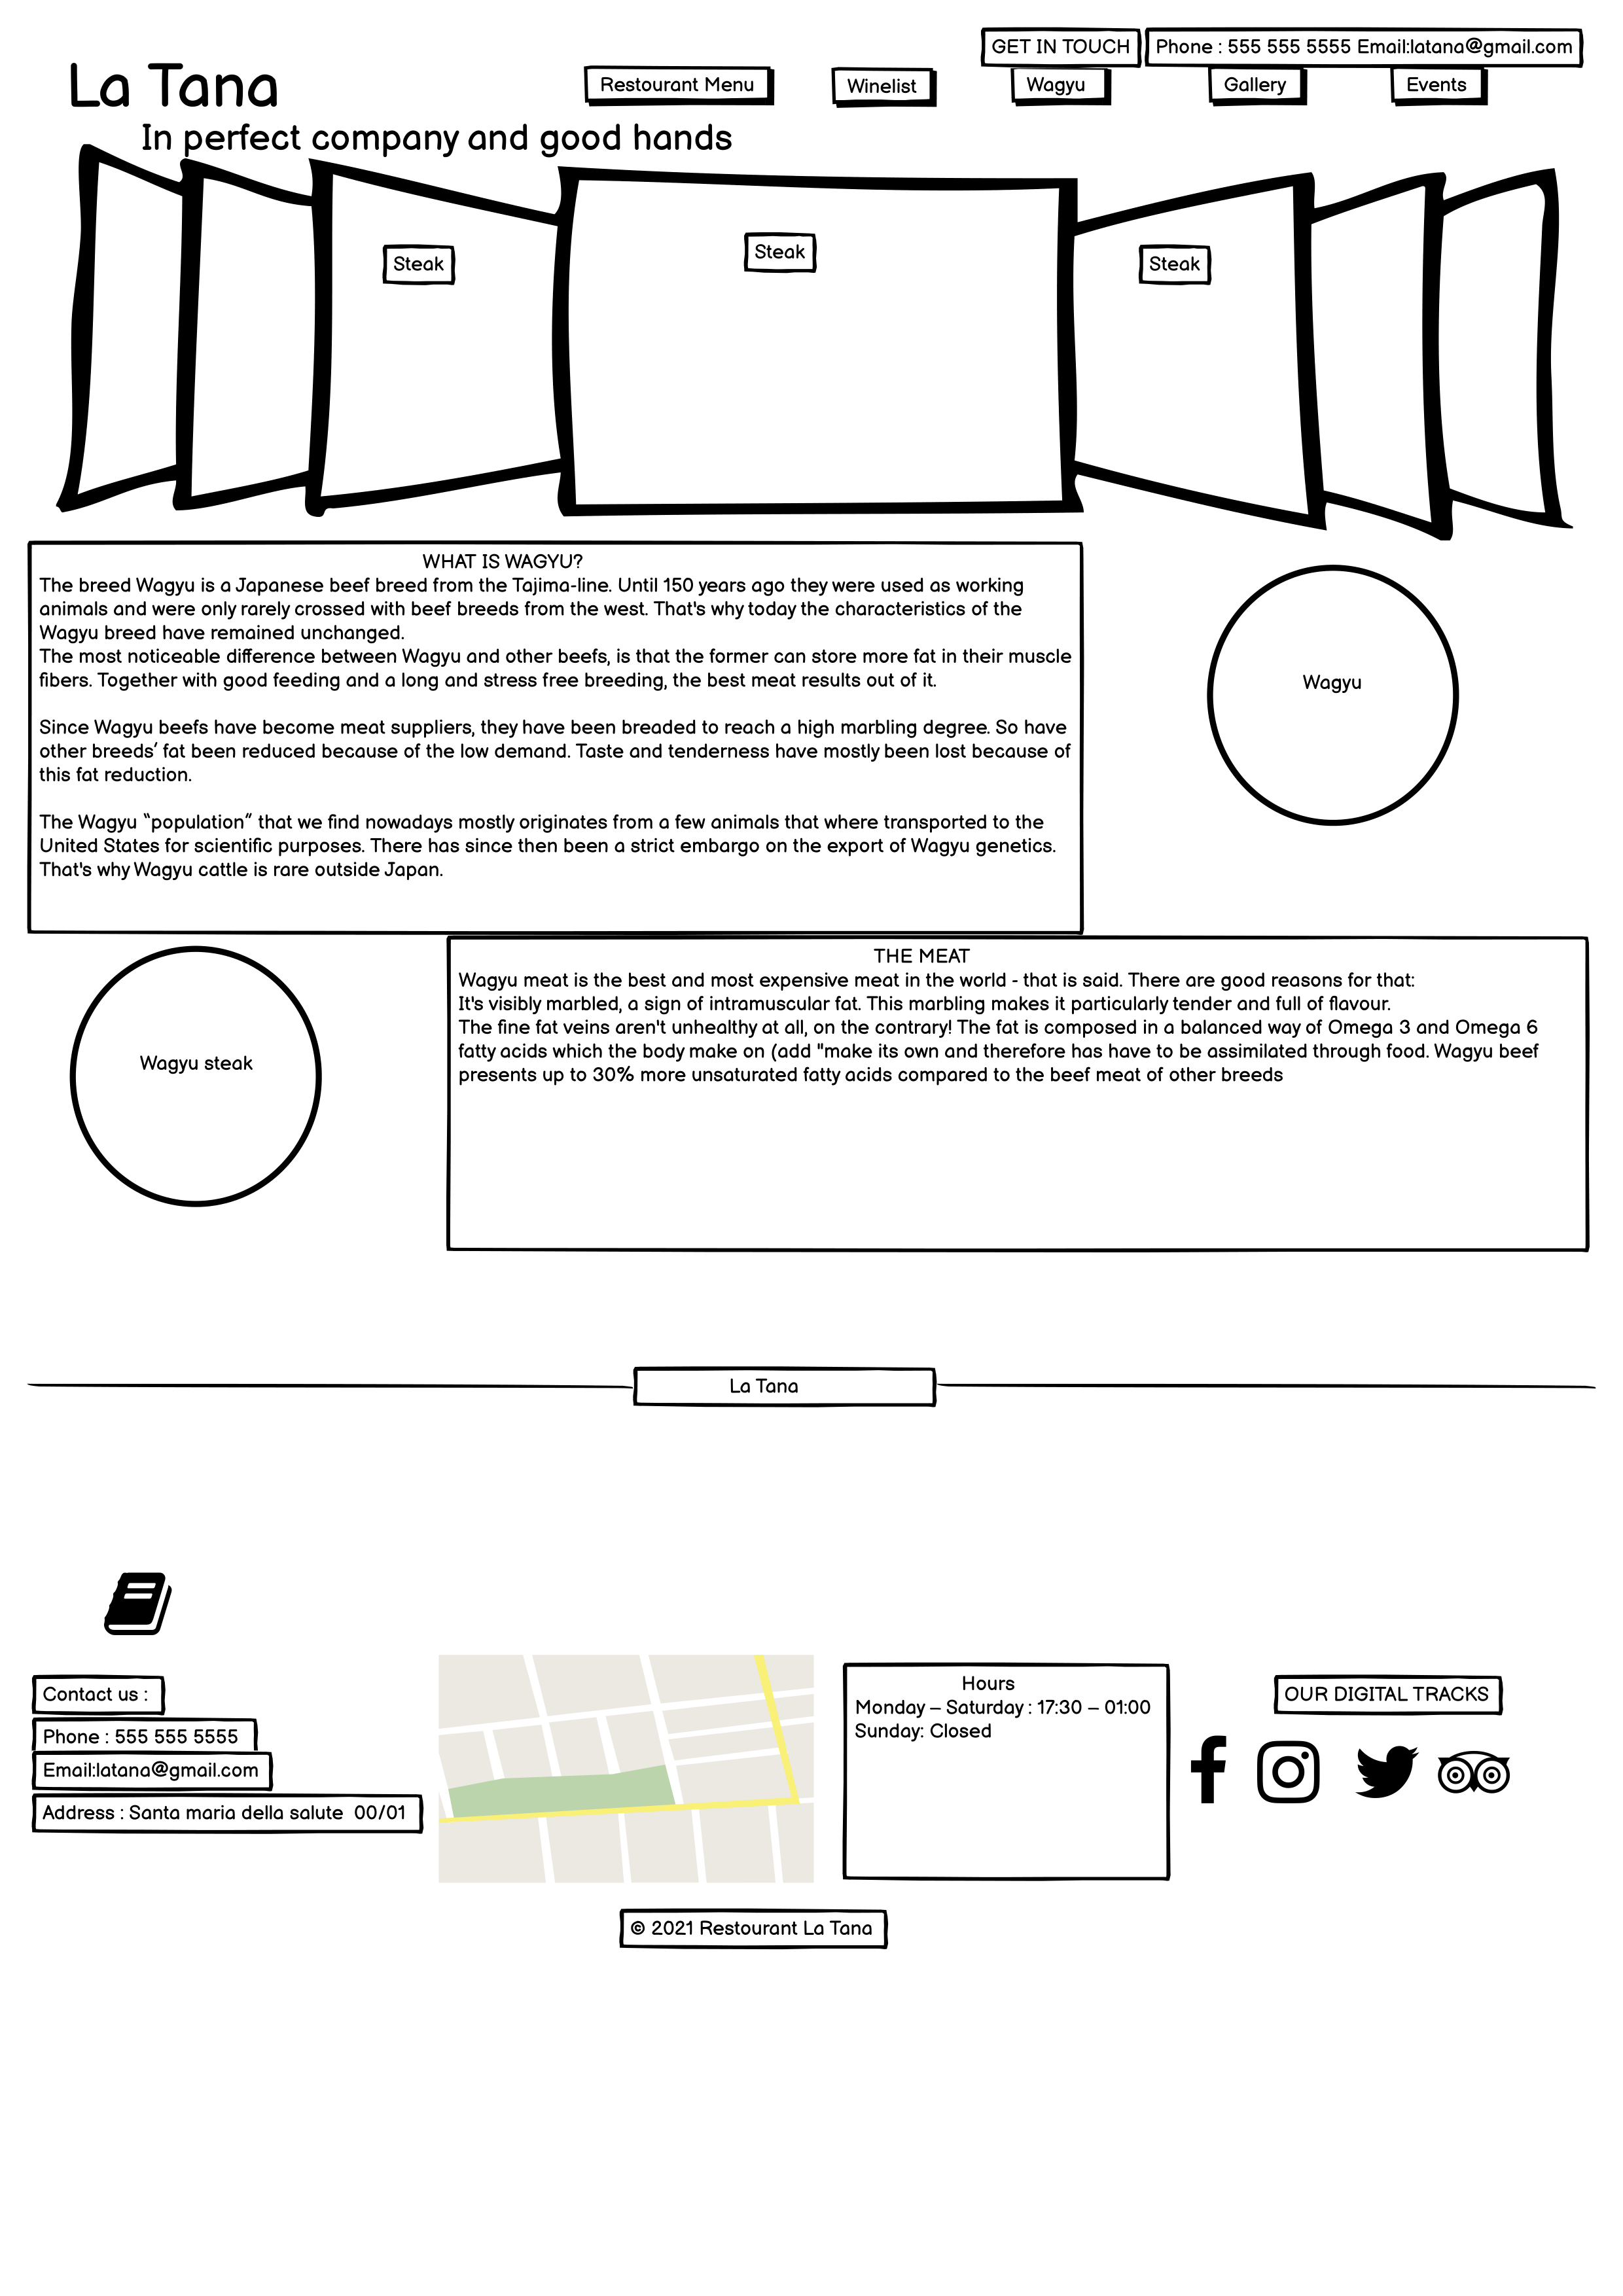 GET IN TOUCH
Phone : 555 555 5555 Email:latana@gmail.com
La Tana
Restourant Menu
Winelist
Wagyu
Gallery
Events
In perfect company and good hands
Steak
Steak
Steak
WHAT IS WAGYU?
The breed Wagyu is a Japanese beef breed from the Tajima-line. Until 150 years ago they were used as working
animals and were only rarely crossed with beef breeds from the west. That's why today the characteristics of the
Wagyu breed have remained unchanged.
The most noticeable difference between Wagyu and other beefs, is that the former can store more fat in their muscle
fibers. Together with good feeding and a long and stress free breeding, the best meat results out of it.
Since Wagyu beefs have become meat suppliers, they have been breaded to reach a high marbling degree. So have
other breeds’ fat been reduced because of the low demand. Taste and tenderness have mostly been lost because of
this fat reduction.
The Wagyu “population” that we find nowadays mostly originates from a few animals that where transported to the
United States for scientific purposes. There has since then been a strict embargo on the export of Wagyu genetics.
That's why Wagyu cattle is rare outside Japan.
Wagyu
Wagyu steak
THE MEAT
Wagyu meat is the best and most expensive meat in the world - that is said. There are good reasons for that:
It's visibly marbled, a sign of intramuscular fat. This marbling makes it particularly tender and full of flavour.
The fine fat veins aren't unhealthy at all, on the contrary! The fat is composed in a balanced way of Omega 3 and Omega 6
fatty acids which the body make on (add "make its own and therefore has have to be assimilated through food. Wagyu beef
presents up to 30% more unsaturated fatty acids compared to the beef meat of other breeds
La Tana
Contact us :
Phone : 555 555 5555
Email:latana@gmail.com
Address : Santa maria della salute  00/01
Hours
Monday – Saturday : 17:30 – 01:00
Sunday: Closed
OUR DIGITAL TRACKS
© 2021 Restourant La Tana